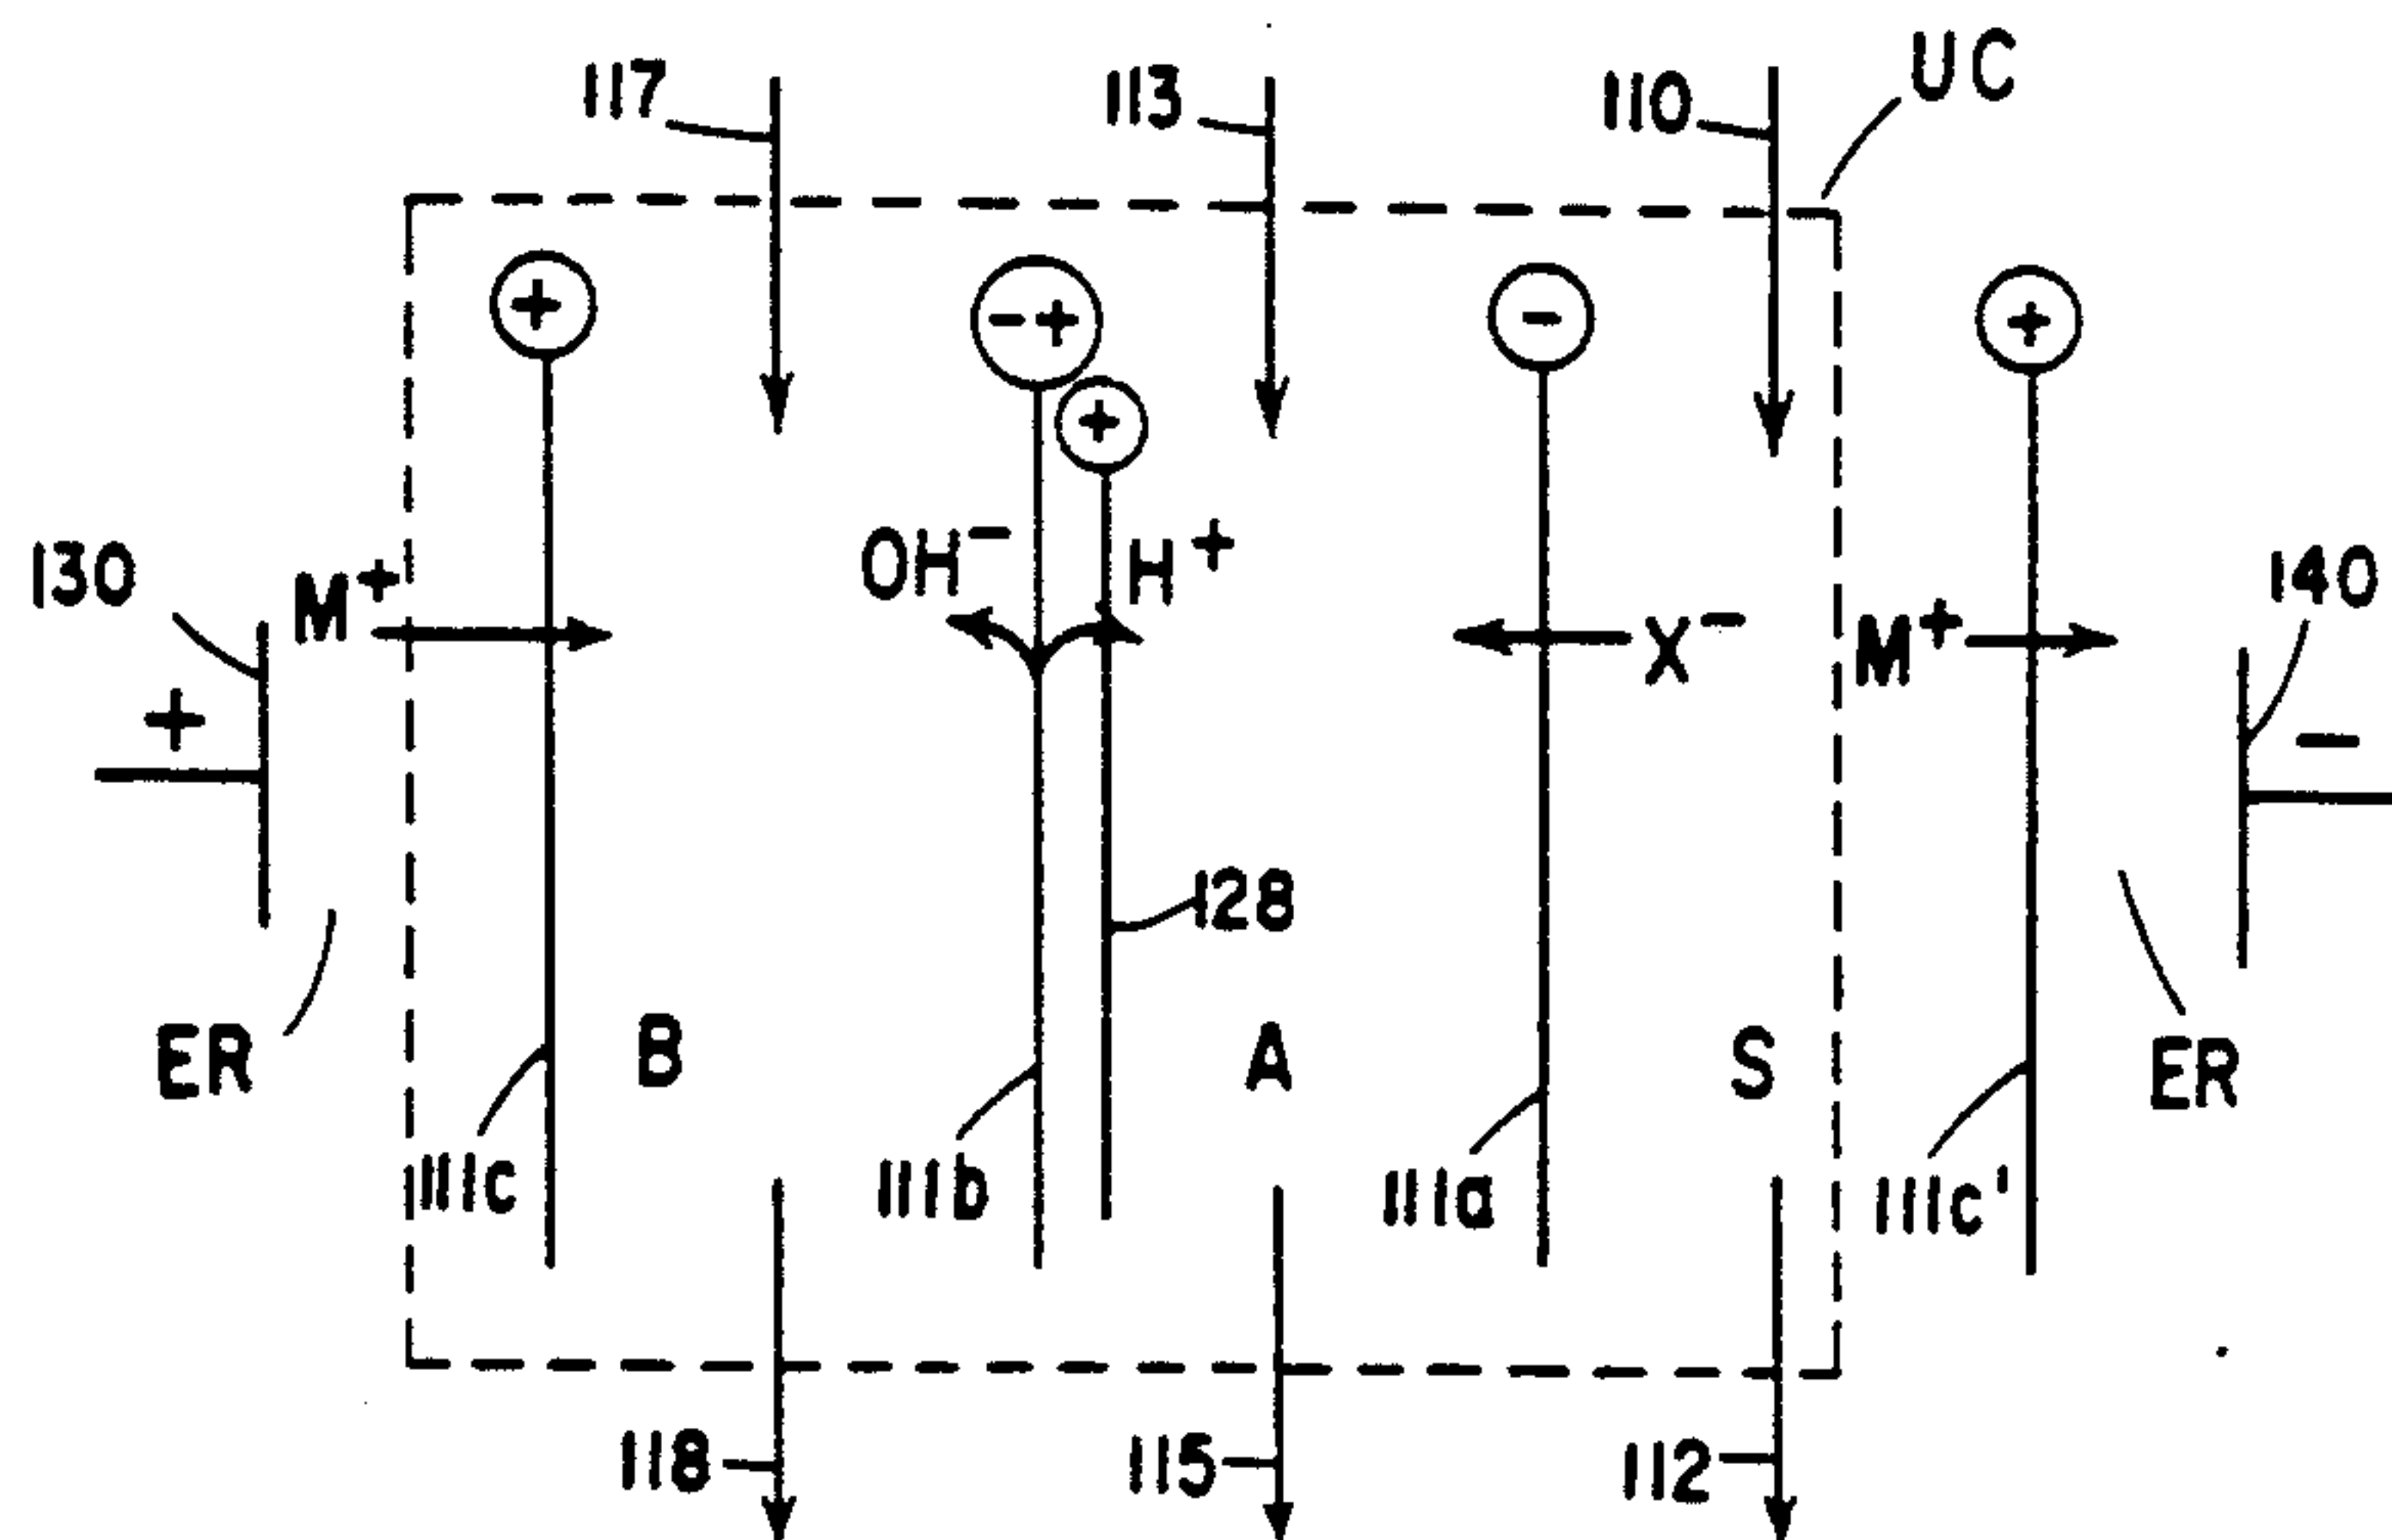 117
113
110
UC
+
- +
-
+
+
130
M+
OH-
H+
X-
M+
140
+
-
128
ER
B
A
S
ER
111c
111b
111a
111c'
118
115
112